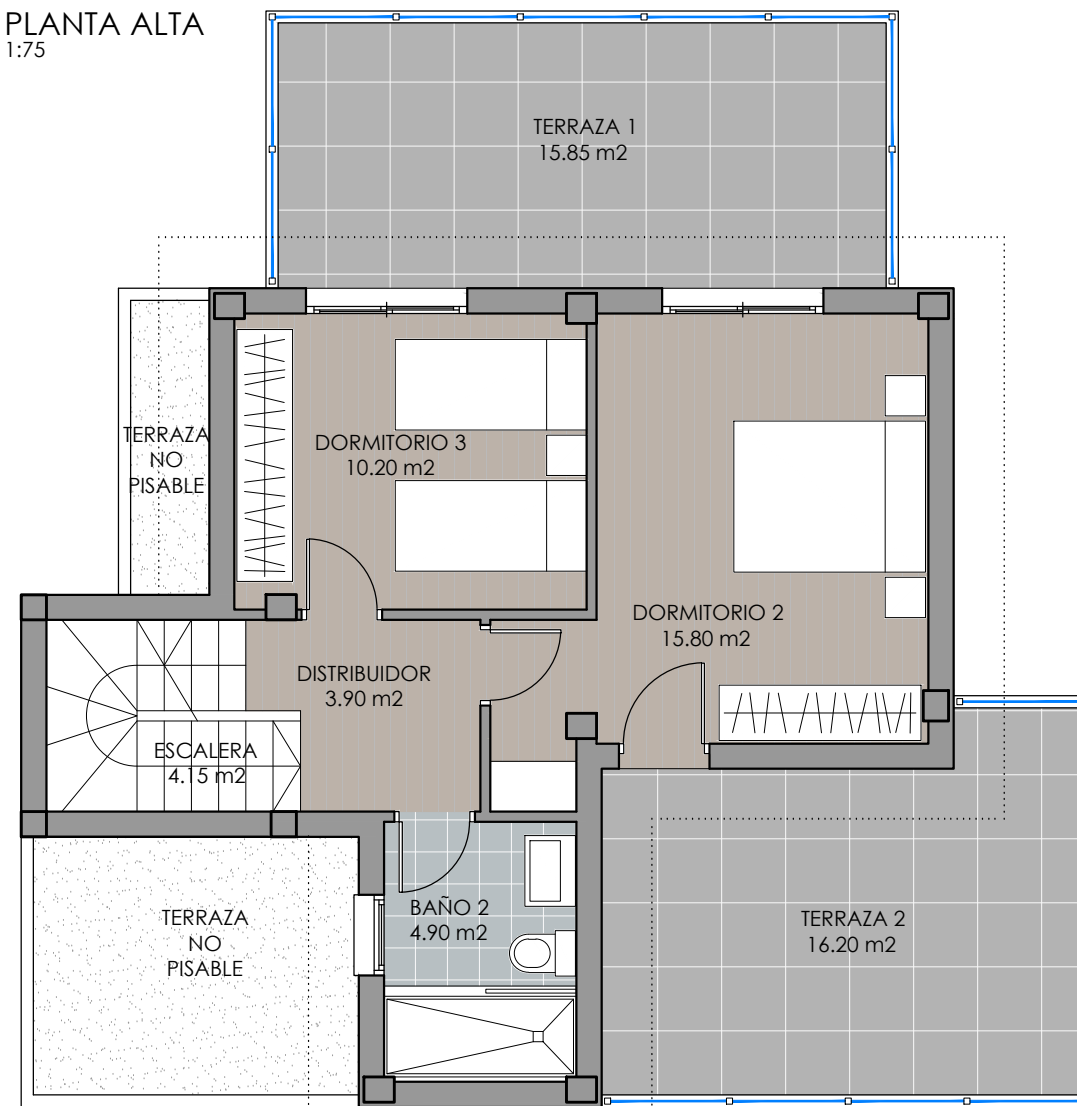 PLANTA ALTA
1:75
TERRAZA 1
15.85 m2
TERRAZA
NO
PISABLE
DORMITORIO 3
10.20 m2
DORMITORIO 2
15.80 m2
DISTRIBUIDOR
3.90 m2
ESCALERA
4.15 m2
TERRAZA
NO
PISABLE
BAÑO 2
4.90 m2
TERRAZA 2
16.20 m2